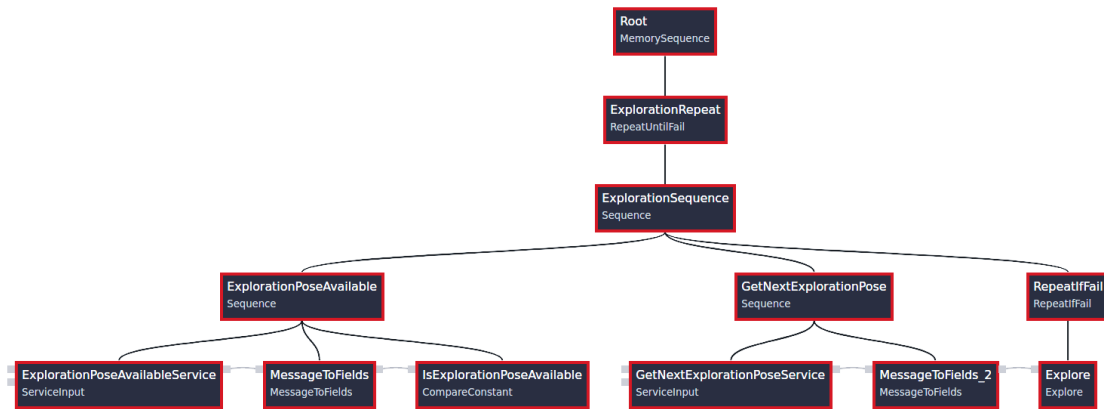 Root
MemorySequence
ExplorationRepeat
RepeatUntilFail
ExplorationSequence
Sequence
ExplorationPoseAvailable
Sequence
GetNextExplorationPose
Sequence
RepeatIfFail
RepeatIfFail
ExplorationPoseAvailableService
ServiceInput
MessageToFields
MessageToFields
IsExplorationPoseAvailable
CompareConstant
GetNextExplorationPoseService
ServiceInput
MessageToFields_2
MessageToFields
Explore
Explore